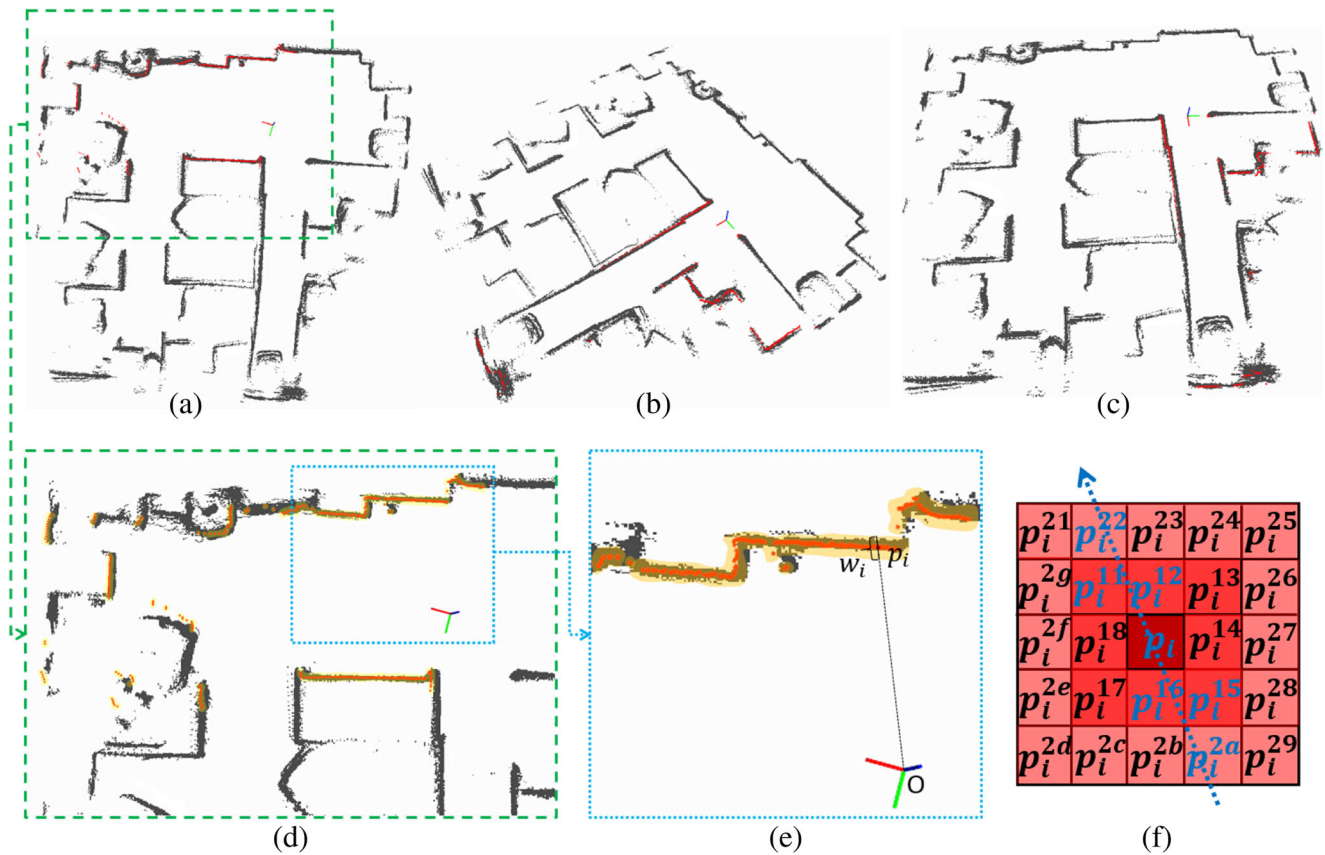 (a) (b) (c)
w_i p_i
O
p_i^{21} p_i^{22} p_i^{23} p_i^{24} p_i^{25}
p_i^{2g} p_i^{11} p_i^{12} p_i^{13} p_i^{26}
p_i^{2f} p_i^{18} p_i p_i^{14} p_i^{27}
p_i^{2e} p_i^{17} p_i^{16} p_i^{15} p_i^{28}
p_i^{2d} p_i^{2c} p_i^{2b} p_i^{2a} p_i^{29}
(d) (e) (f)